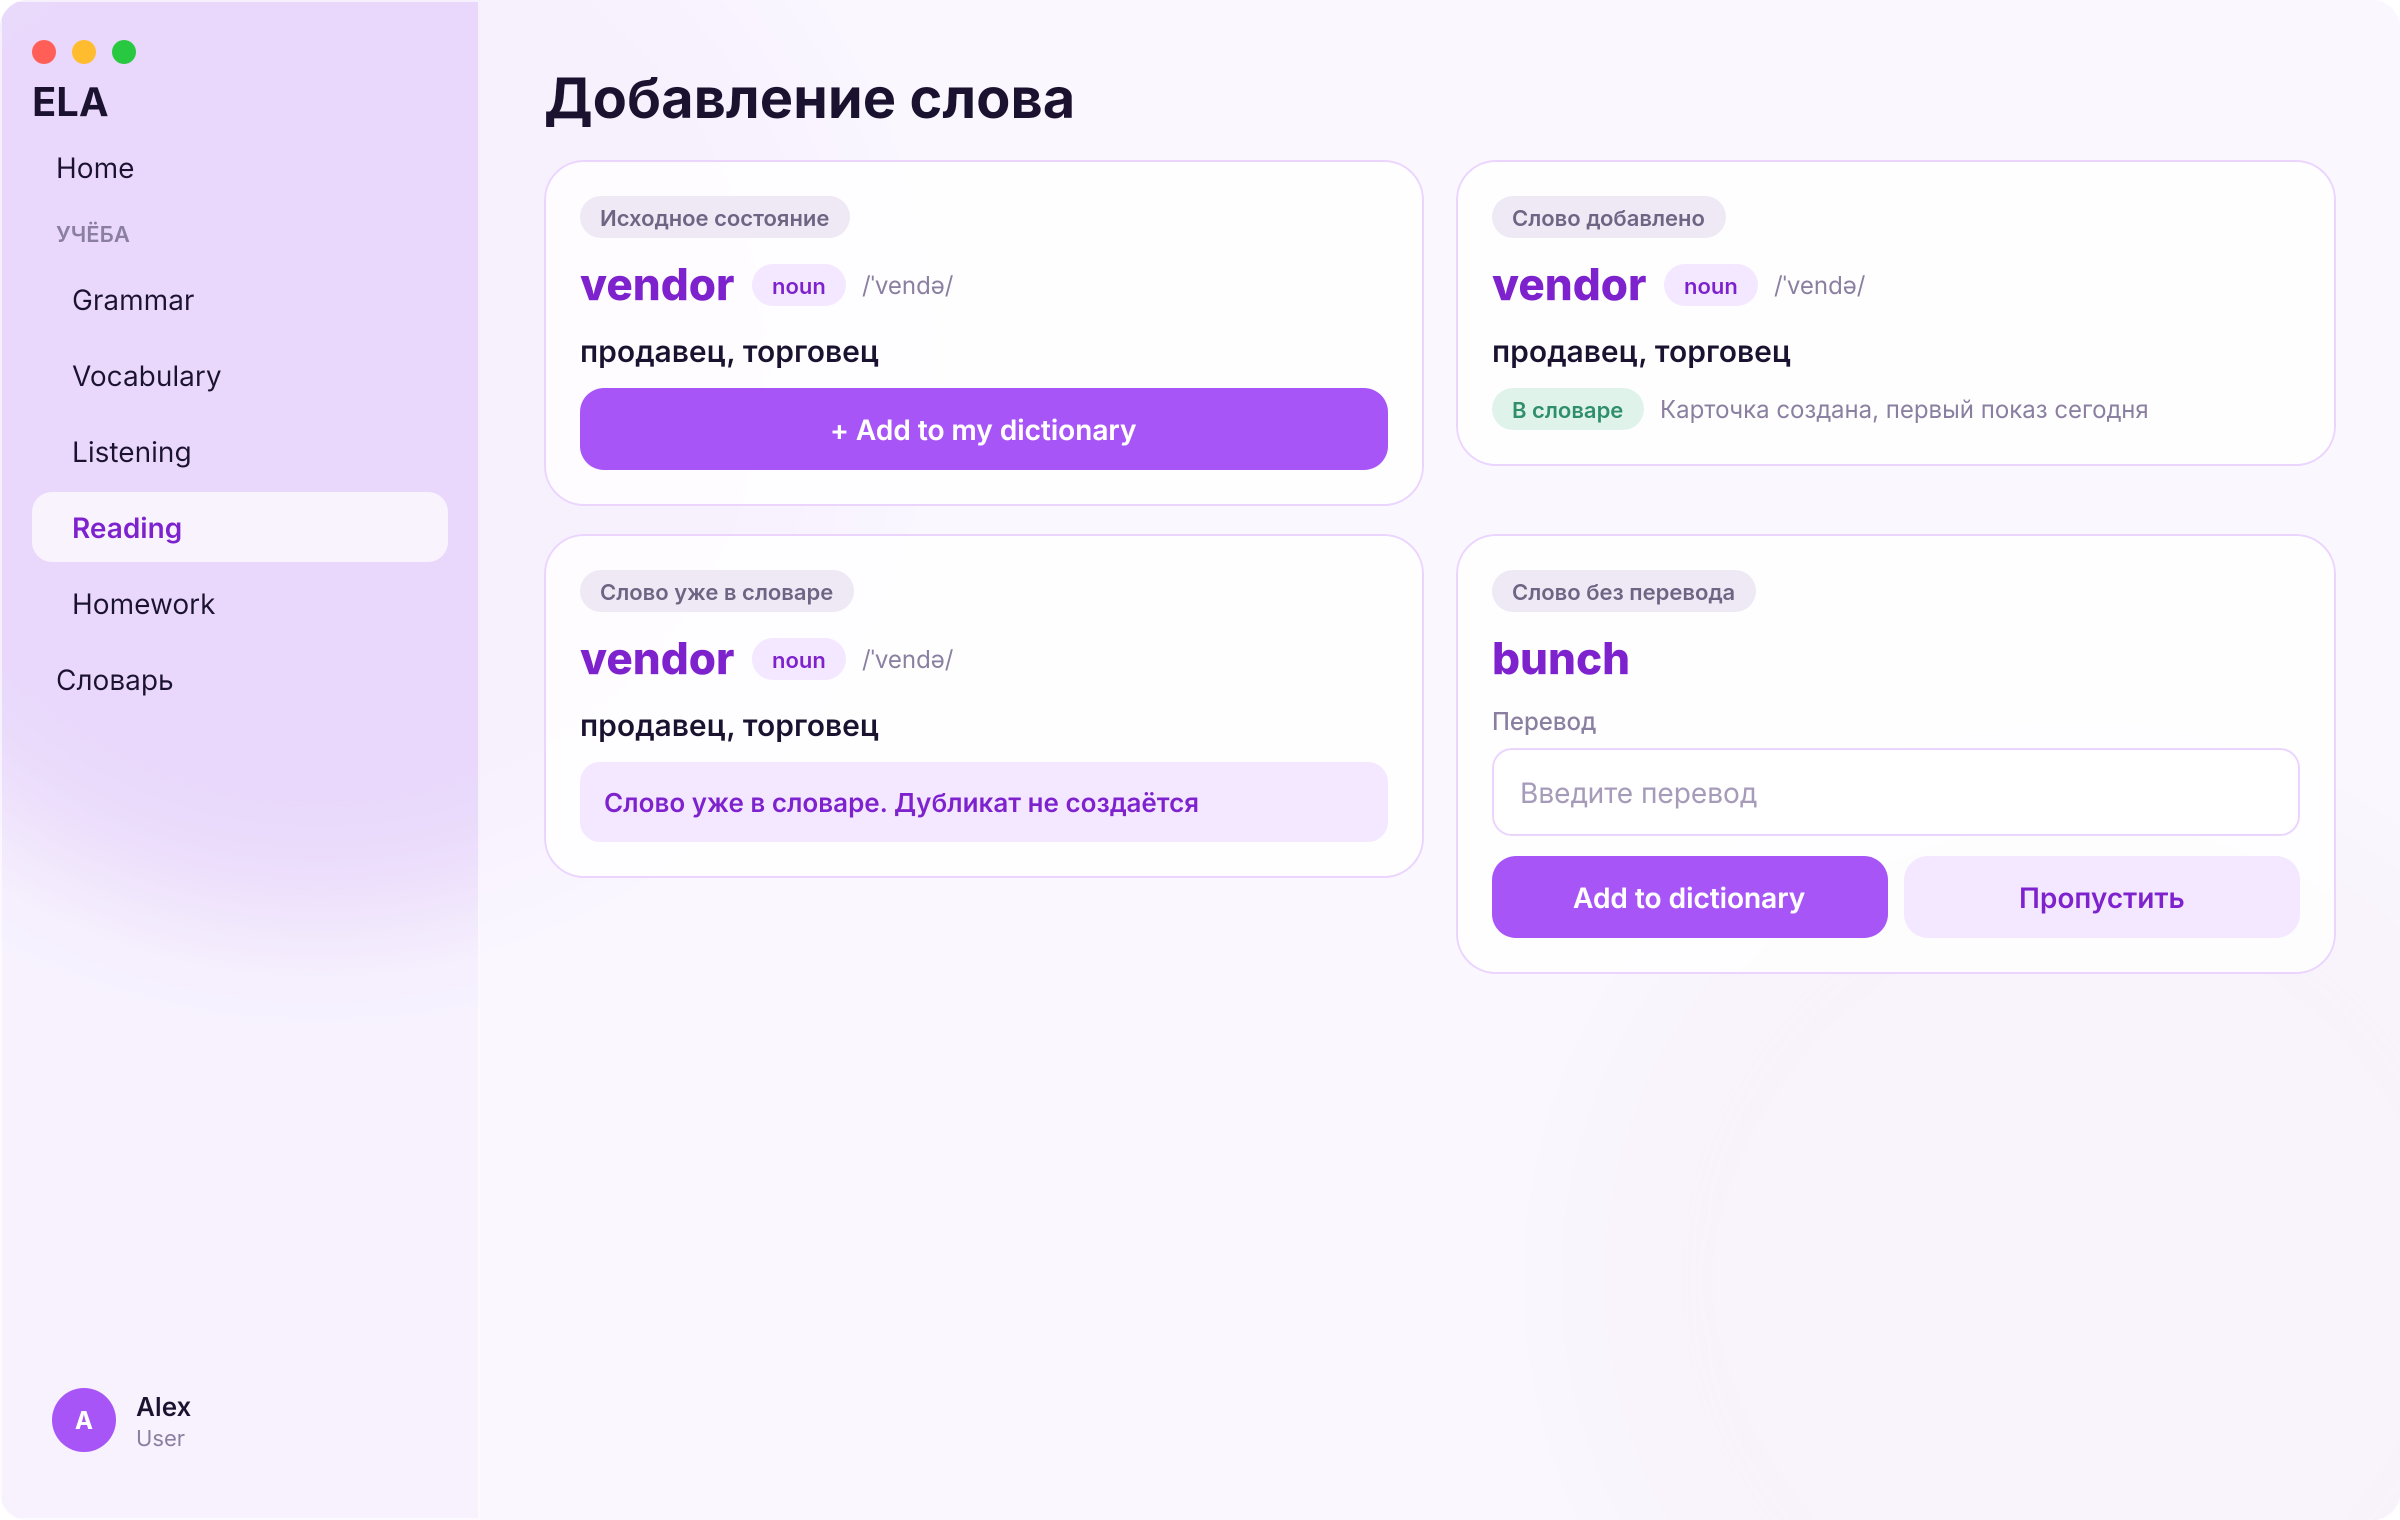 ELA
Home
УЧЁБА
Grammar
Vocabulary
Listening
Reading
Homework
Словарь
A
Alex
User
Добавление слова
Исходное состояние
vendor noun /ˈvendə/
продавец, торговец
+ Add to my dictionary
Слово добавлено
vendor noun /ˈvendə/
продавец, торговец
В словаре Карточка создана, первый показ сегодня
Слово уже в словаре
vendor noun /ˈvendə/
продавец, торговец
Слово уже в словаре. Дубликат не создаётся
Слово без перевода
bunch
Перевод
Введите перевод
Add to dictionary Пропустить